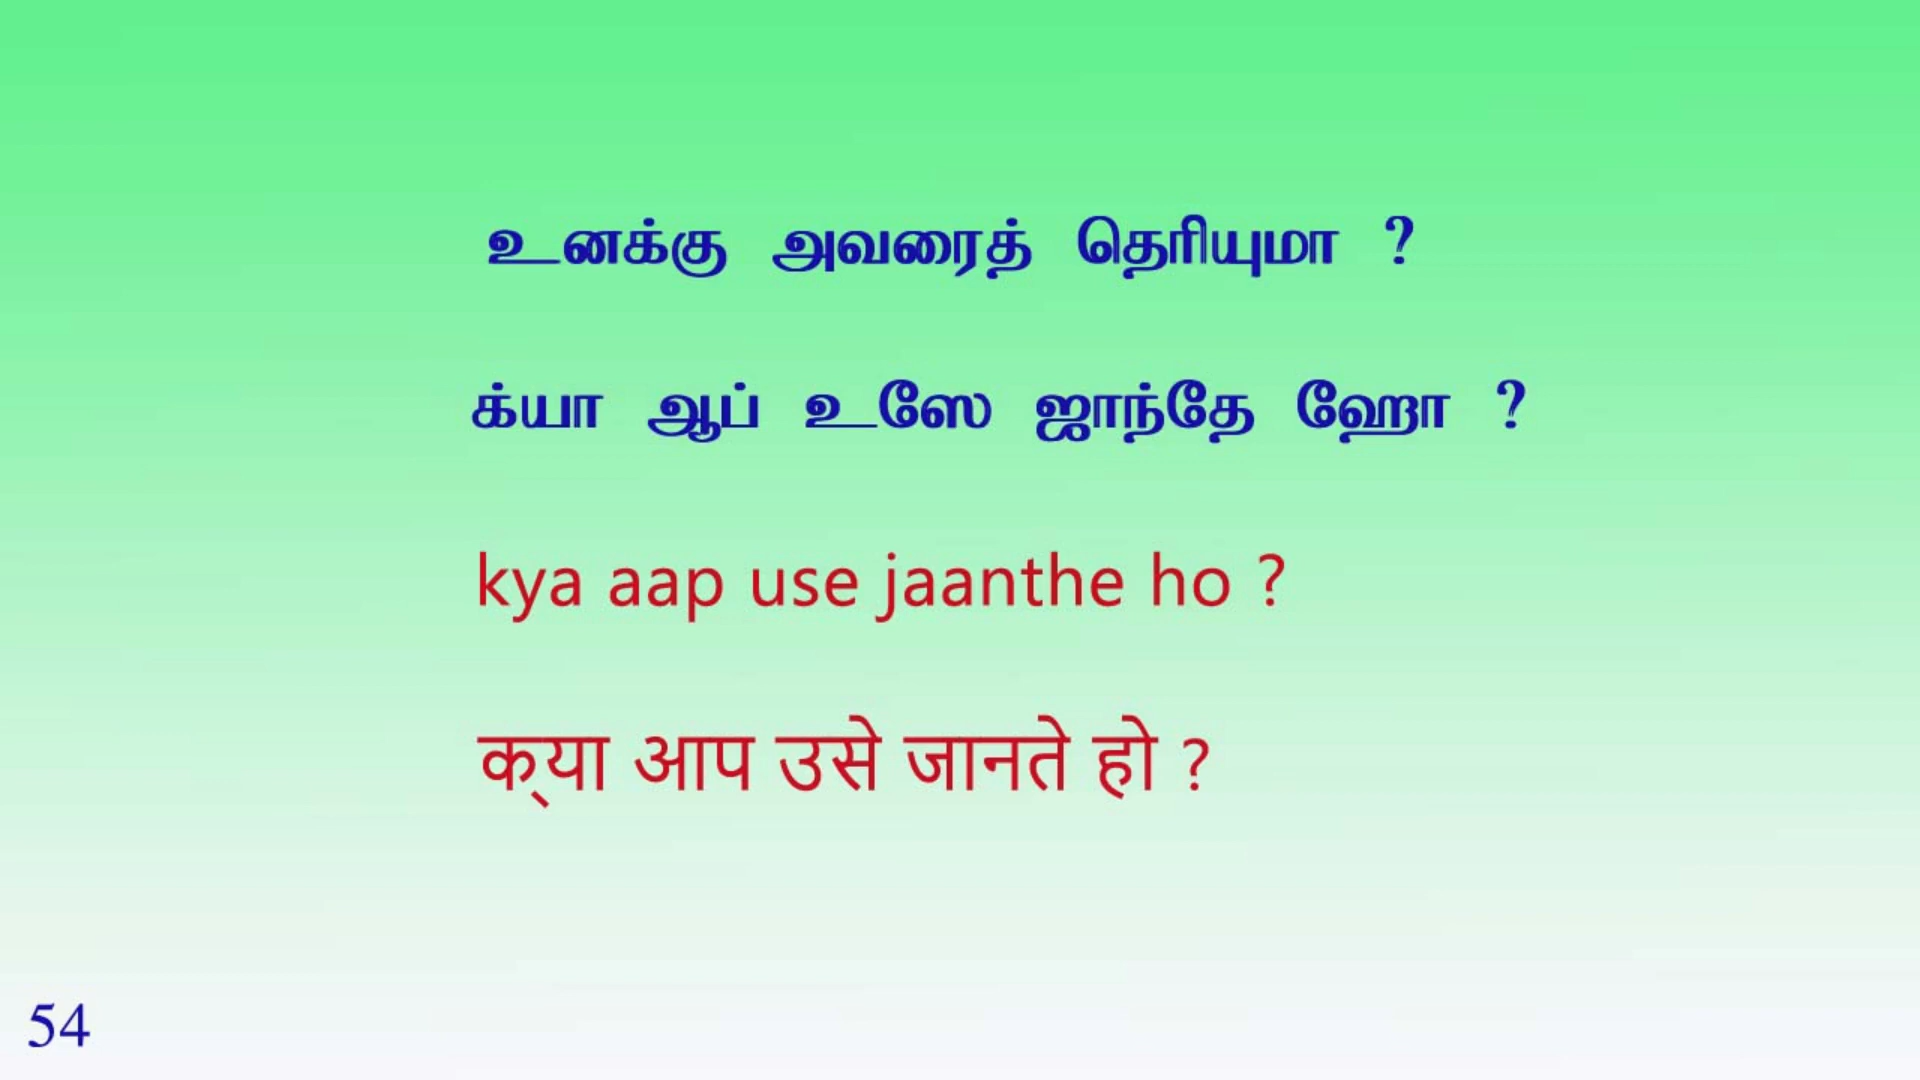 உனக்கு அவரைத் தெரியுமா ?
க்யா ஆப் உஸே ஜாந்தே ஹோ ?
kya aap use jaanthe ho ?
क्‌या आप उसे जानते हो ?
54